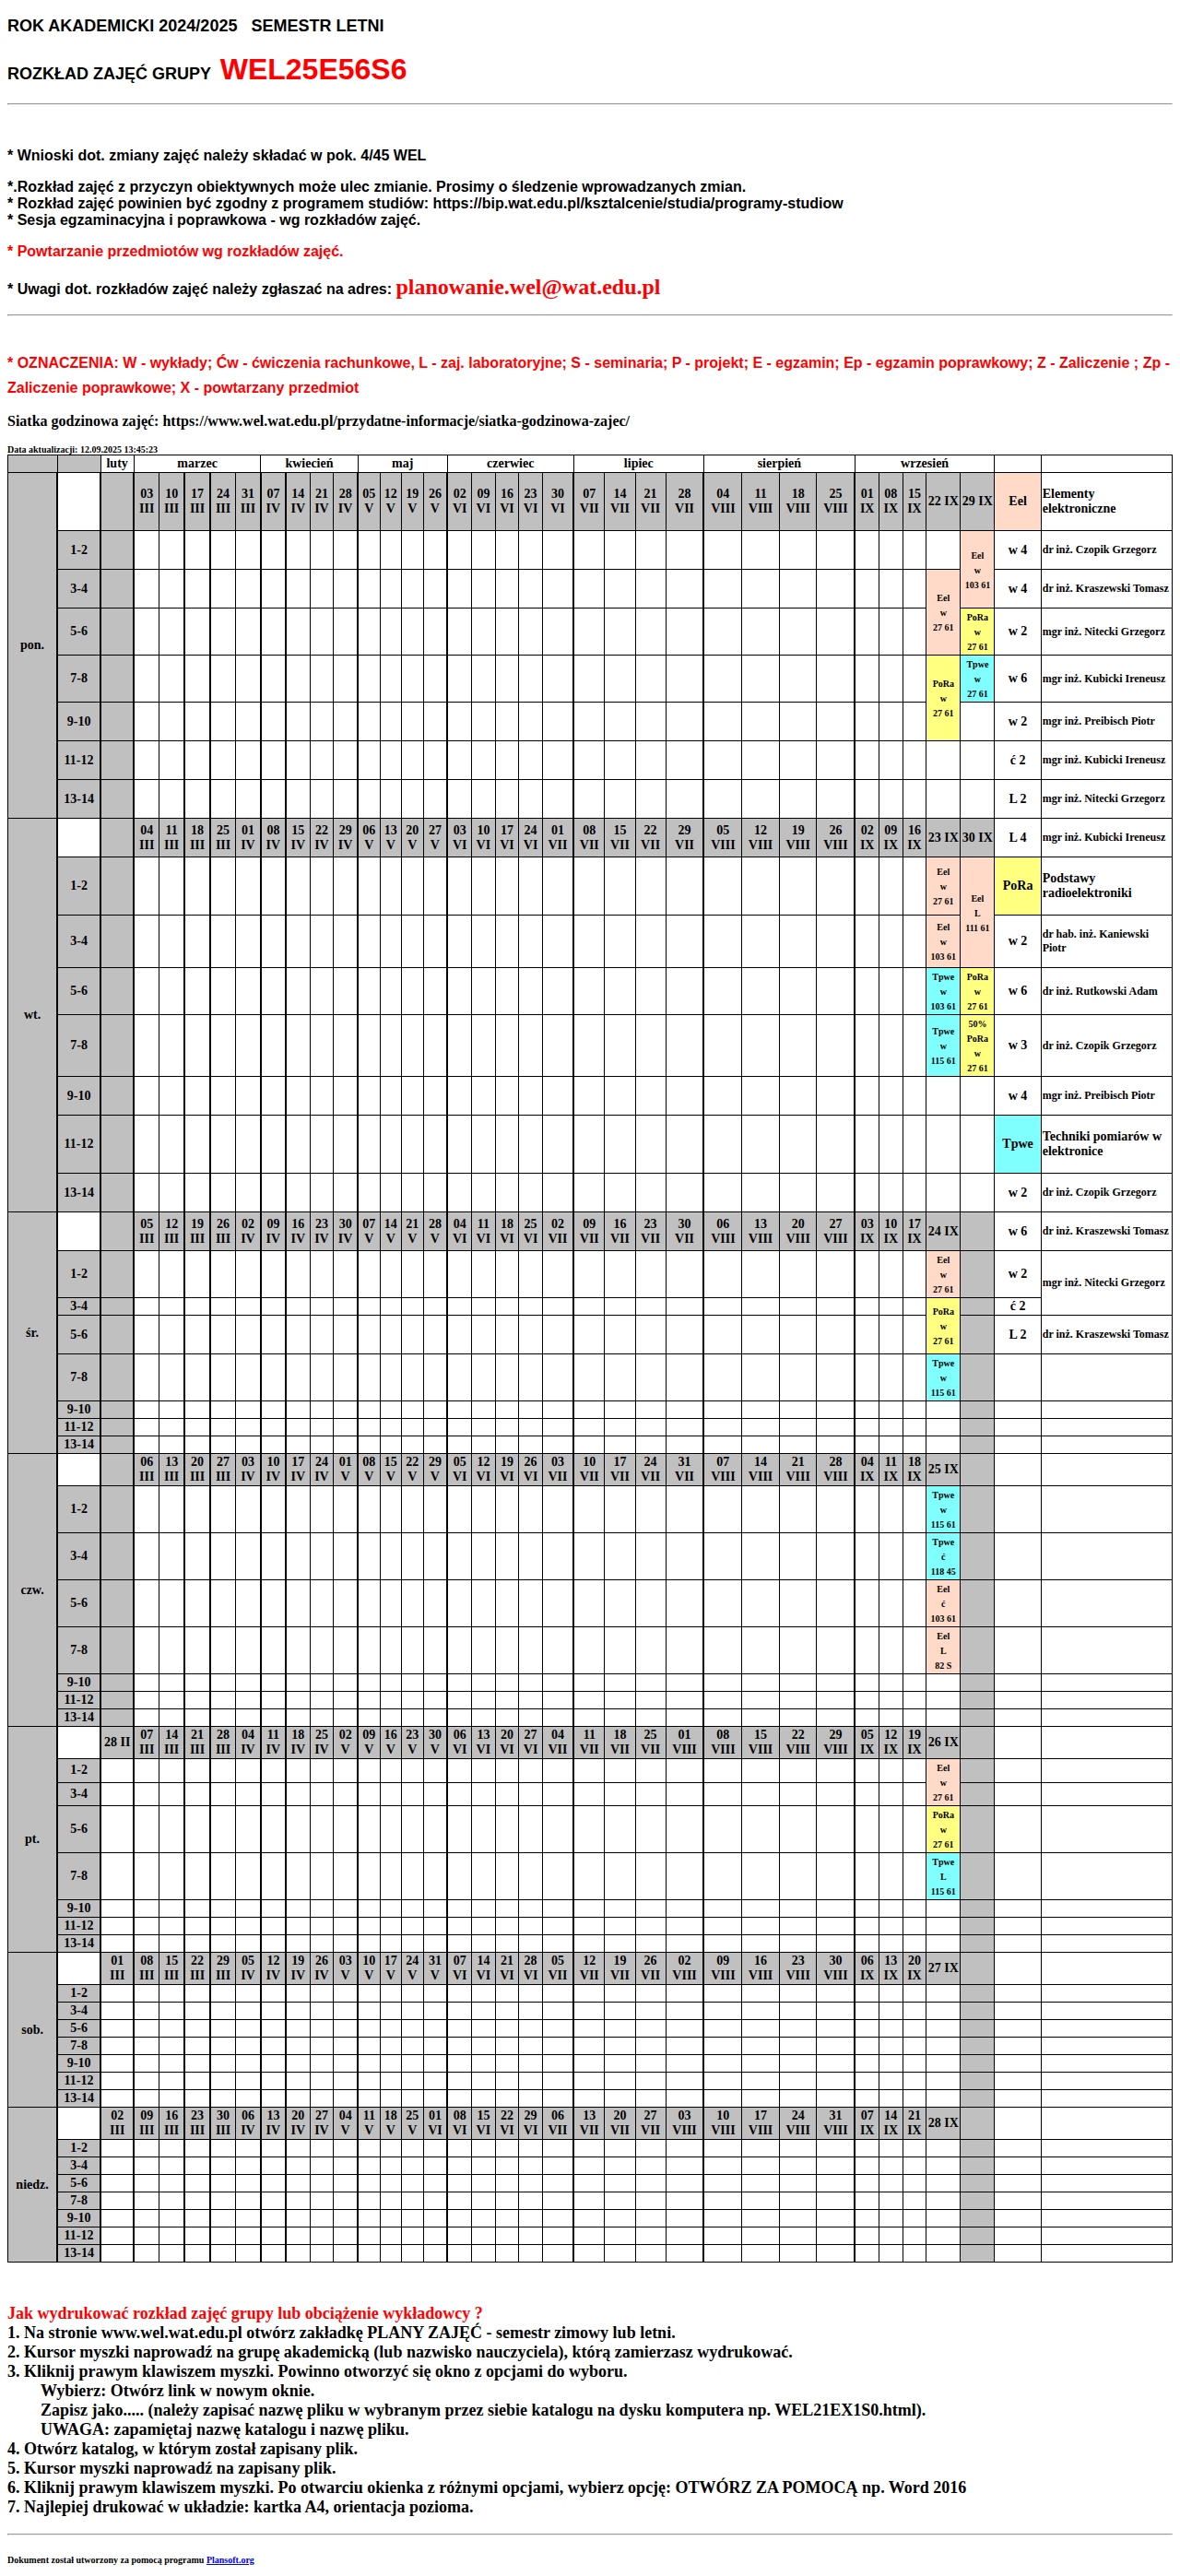 ROK AKADEMICKI 2024/2025 SEMESTR LETNI
ROZKŁAD ZAJĘĆ GRUPY WEL25E56S6
* Wnioski dot. zmiany zajęć należy składać w pok. 4/45 WEL
*.Rozkład zajęć z przyczyn obiektywnych może ulec zmianie. Prosimy o śledzenie wprowadzanych zmian.
* Rozkład zajęć powinien być zgodny z programem studiów: https://bip.wat.edu.pl/ksztalcenie/studia/programy-studiow
* Sesja egzaminacyjna i poprawkowa - wg rozkładów zajęć.
* Powtarzanie przedmiotów wg rozkładów zajęć.
* Uwagi dot. rozkładów zajęć należy zgłaszać na adres: planowanie.wel@wat.edu.pl
* OZNACZENIA: W - wykłady; Ćw - ćwiczenia rachunkowe, L - zaj. laboratoryjne; S - seminaria; P - projekt; E - egzamin; Ep - egzamin poprawkowy; Z - Zaliczenie ; Zp -
Zaliczenie poprawkowe; X - powtarzany przedmiot
Siatka godzinowa zajęć: https://www.wel.wat.edu.pl/przydatne-informacje/siatka-godzinowa-zajec/
Data aktualizacji: 12.09.2025 13:45:23
luty marzec kwiecień maj czerwiec lipiec sierpień wrzesień
pon.
03 10 17 24 31 07 14 21 28 05 12 19 26 02 09 16 23 30 07 14 21 28 04 11 18 25 01 08 15 22 IX 29 IX Eel Elementy
III III III III III IV IV IV IV V V V V VI VI VI VI VI VII VII VII VII VIII VIII VIII VIII IX IX IX elektroniczne
1-2 Eel w 103 61 w 4 dr inż. Czopik Grzegorz
3-4 Eel w 27 61 w 4 dr inż. Kraszewski Tomasz
5-6 PoRa w 27 61 w 2 mgr inż. Nitecki Grzegorz
7-8 PoRa w 27 61 Tpwe w 27 61 w 6 mgr inż. Kubicki Ireneusz
9-10 w 2 mgr inż. Preibisch Piotr
11-12 ć 2 mgr inż. Kubicki Ireneusz
13-14 L 2 mgr inż. Nitecki Grzegorz
wt.
04 11 18 25 01 08 15 22 29 06 13 20 27 03 10 17 24 01 08 15 22 29 05 12 19 26 02 09 16 23 IX 30 IX L 4 mgr inż. Kubicki Ireneusz
III III III III IV IV IV IV IV V V V V VI VI VI VI VII VII VII VII VII VIII VIII VIII VIII IX IX IX
1-2 Eel w 27 61 Eel L 111 61 PoRa Podstawy radioelektroniki
3-4 Eel w 103 61 w 2 dr hab. inż. Kaniewski Piotr
5-6 Tpwe w 103 61 PoRa w 27 61 w 6 dr inż. Rutkowski Adam
7-8 Tpwe w 115 61 50% PoRa w 27 61 w 3 dr inż. Czopik Grzegorz
9-10 w 4 mgr inż. Preibisch Piotr
11-12 Tpwe Techniki pomiarów w elektronice
13-14 w 2 dr inż. Czopik Grzegorz
śr.
05 12 19 26 02 09 16 23 30 07 14 21 28 04 11 18 25 02 09 16 23 30 06 13 20 27 03 10 17 24 IX w 6 dr inż. Kraszewski Tomasz
III III III III IV IV IV IV IV V V V V VI VI VI VI VII VII VII VII VII VIII VIII VIII VIII IX IX IX
1-2 Eel w 27 61 w 2 mgr inż. Nitecki Grzegorz
3-4 PoRa w 27 61 ć 2
5-6 L 2 dr inż. Kraszewski Tomasz
7-8 Tpwe w 115 61
9-10
11-12
13-14
czw.
06 13 20 27 03 10 17 24 01 08 15 22 29 05 12 19 26 03 10 17 24 31 07 14 21 28 04 11 18 25 IX
III III III III IV IV IV IV V V V V V VI VI VI VI VII VII VII VII VII VIII VIII VIII VIII IX IX IX
1-2 Tpwe w 115 61
3-4 Tpwe ć 118 45
5-6 Eel ć 103 61
7-8 Eel L 82 S
9-10
11-12
13-14
pt.
28 II 07 14 21 28 04 11 18 25 02 09 16 23 30 06 13 20 27 04 11 18 25 01 08 15 22 29 05 12 19 26 IX
III III III III IV IV IV IV V V V V V VI VI VI VI VII VII VII VII VIII VIII VIII VIII VIII IX IX IX
1-2 Eel w 27 61
3-4
5-6 PoRa w 27 61
7-8 Tpwe L 115 61
9-10
11-12
13-14
sob.
01 08 15 22 29 05 12 19 26 03 10 17 24 31 07 14 21 28 05 12 19 26 02 09 16 23 30 06 13 20 27 IX
III III III III III IV IV IV IV V V V V V VI VI VI VI VII VII VII VII VIII VIII VIII VIII VIII IX IX IX
1-2
3-4
5-6
7-8
9-10
11-12
13-14
niedz.
02 09 16 23 30 06 13 20 27 04 11 18 25 01 08 15 22 29 06 13 20 27 03 10 17 24 31 07 14 21 28 IX
III III III III III IV IV IV IV V V V V VI VI VI VI VI VII VII VII VII VIII VIII VIII VIII VIII IX IX IX
1-2
3-4
5-6
7-8
9-10
11-12
13-14
Jak wydrukować rozkład zajęć grupy lub obciążenie wykładowcy ?
1. Na stronie www.wel.wat.edu.pl otwórz zakładkę PLANY ZAJĘĆ - semestr zimowy lub letni.
2. Kursor myszki naprowadź na grupę akademicką (lub nazwisko nauczyciela), którą zamierzasz wydrukować.
3. Kliknij prawym klawiszem myszki. Powinno otworzyć się okno z opcjami do wyboru.
Wybierz: Otwórz link w nowym oknie.
Zapisz jako..... (należy zapisać nazwę pliku w wybranym przez siebie katalogu na dysku komputera np. WEL21EX1S0.html).
UWAGA: zapamiętaj nazwę katalogu i nazwę pliku.
4. Otwórz katalog, w którym został zapisany plik.
5. Kursor myszki naprowadź na zapisany plik.
6. Kliknij prawym klawiszem myszki. Po otwarciu okienka z różnymi opcjami, wybierz opcję: OTWÓRZ ZA POMOCĄ np. Word 2016
7. Najlepiej drukować w układzie: kartka A4, orientacja pozioma.
Dokument został utworzony za pomocą programu Plansoft.org